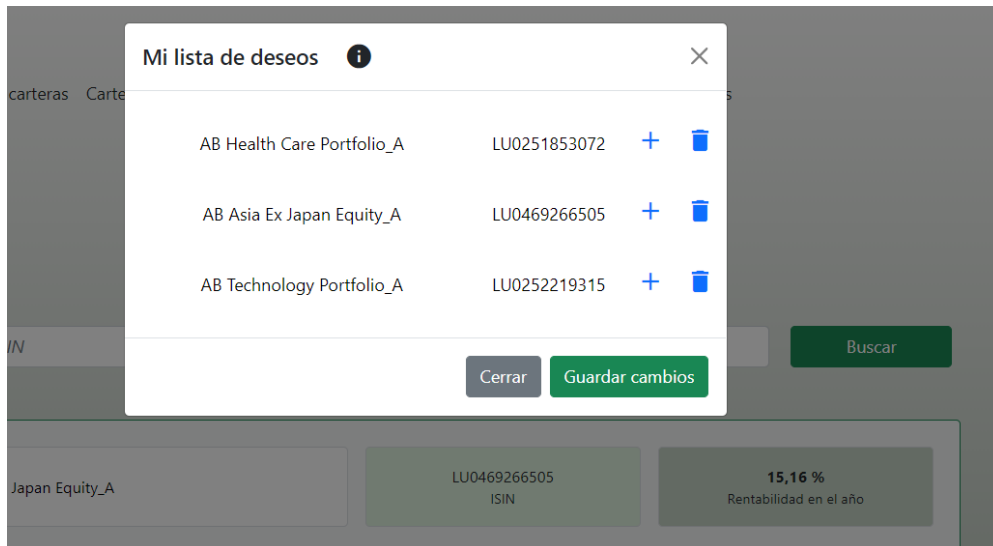 Mi lista de deseos
carteras Carte
s
AB Health Care Portfolio_A LU0251853072
AB Asia Ex Japan Equity_A LU0469266505
AB Technology Portfolio_A LU0252219315
IN
Buscar
Cerrar Guardar cambios
Japan Equity_A
LU0469266505
ISIN
15,16 %
Rentabilidad en el año